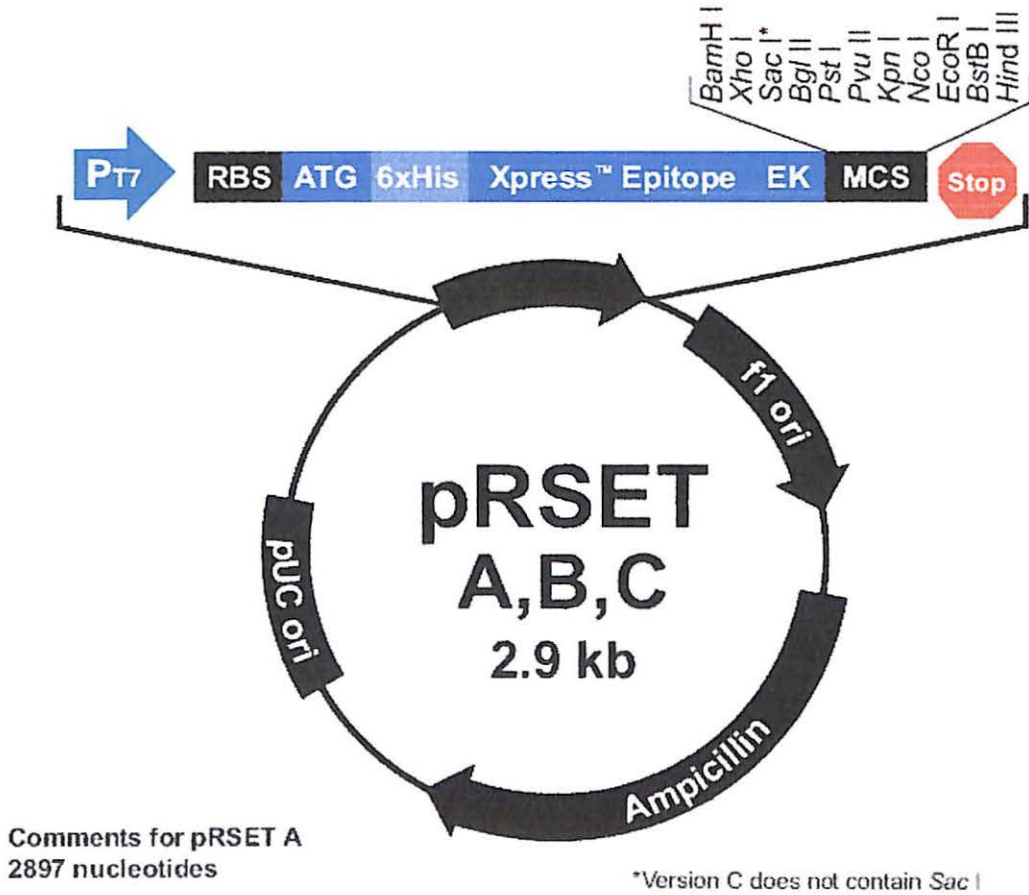 BamH I
Xho I
Sac I*
Bgl II
Pst I
Pvu II
Kpn I
Nco I
EcoR I
BstB I
Hind III
PT7
RBS ATG 6xHis Xpress™ Epitope EK MCS Stop
f1 ori
pRSET
A,B,C
2.9 kb
pUC ori
Ampicillin
Comments for pRSET A
2897 nucleotides
*Version C does not contain Sac I